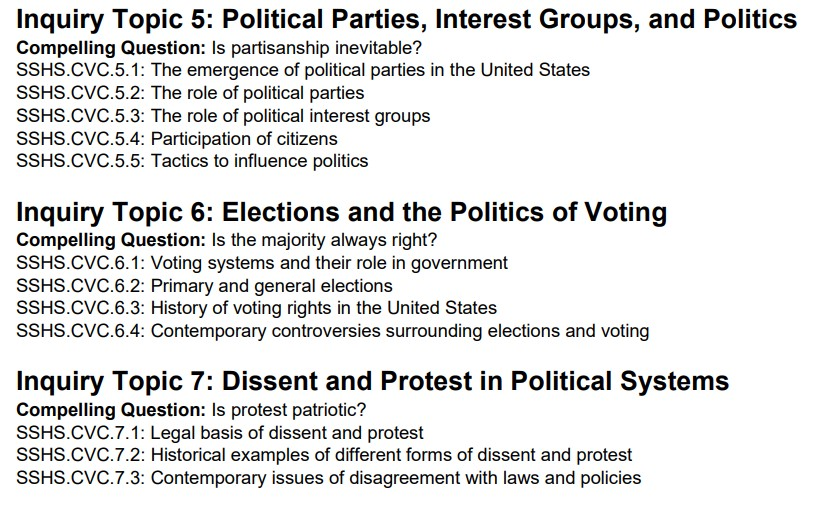 Inquiry Topic 5: Political Parties, Interest Groups, and Politics
Compelling Question: Is partisanship inevitable?
SSHS.CVC.5.1: The emergence of political parties in the United States
SSHS.CVC.5.2: The role of political parties
SSHS.CVC.5.3: The role of political interest groups
SSHS.CVC.5.4: Participation of citizens
SSHS.CVC.5.5: Tactics to influence politics
Inquiry Topic 6: Elections and the Politics of Voting
Compelling Question: Is the majority always right?
SSHS.CVC.6.1: Voting systems and their role in government
SSHS.CVC.6.2: Primary and general elections
SSHS.CVC.6.3: History of voting rights in the United States
SSHS.CVC.6.4: Contemporary controversies surrounding elections and voting
Inquiry Topic 7: Dissent and Protest in Political Systems
Compelling Question: Is protest patriotic?
SSHS.CVC.7.1: Legal basis of dissent and protest
SSHS.CVC.7.2: Historical examples of different forms of dissent and protest
SSHS.CVC.7.3: Contemporary issues of disagreement with laws and policies